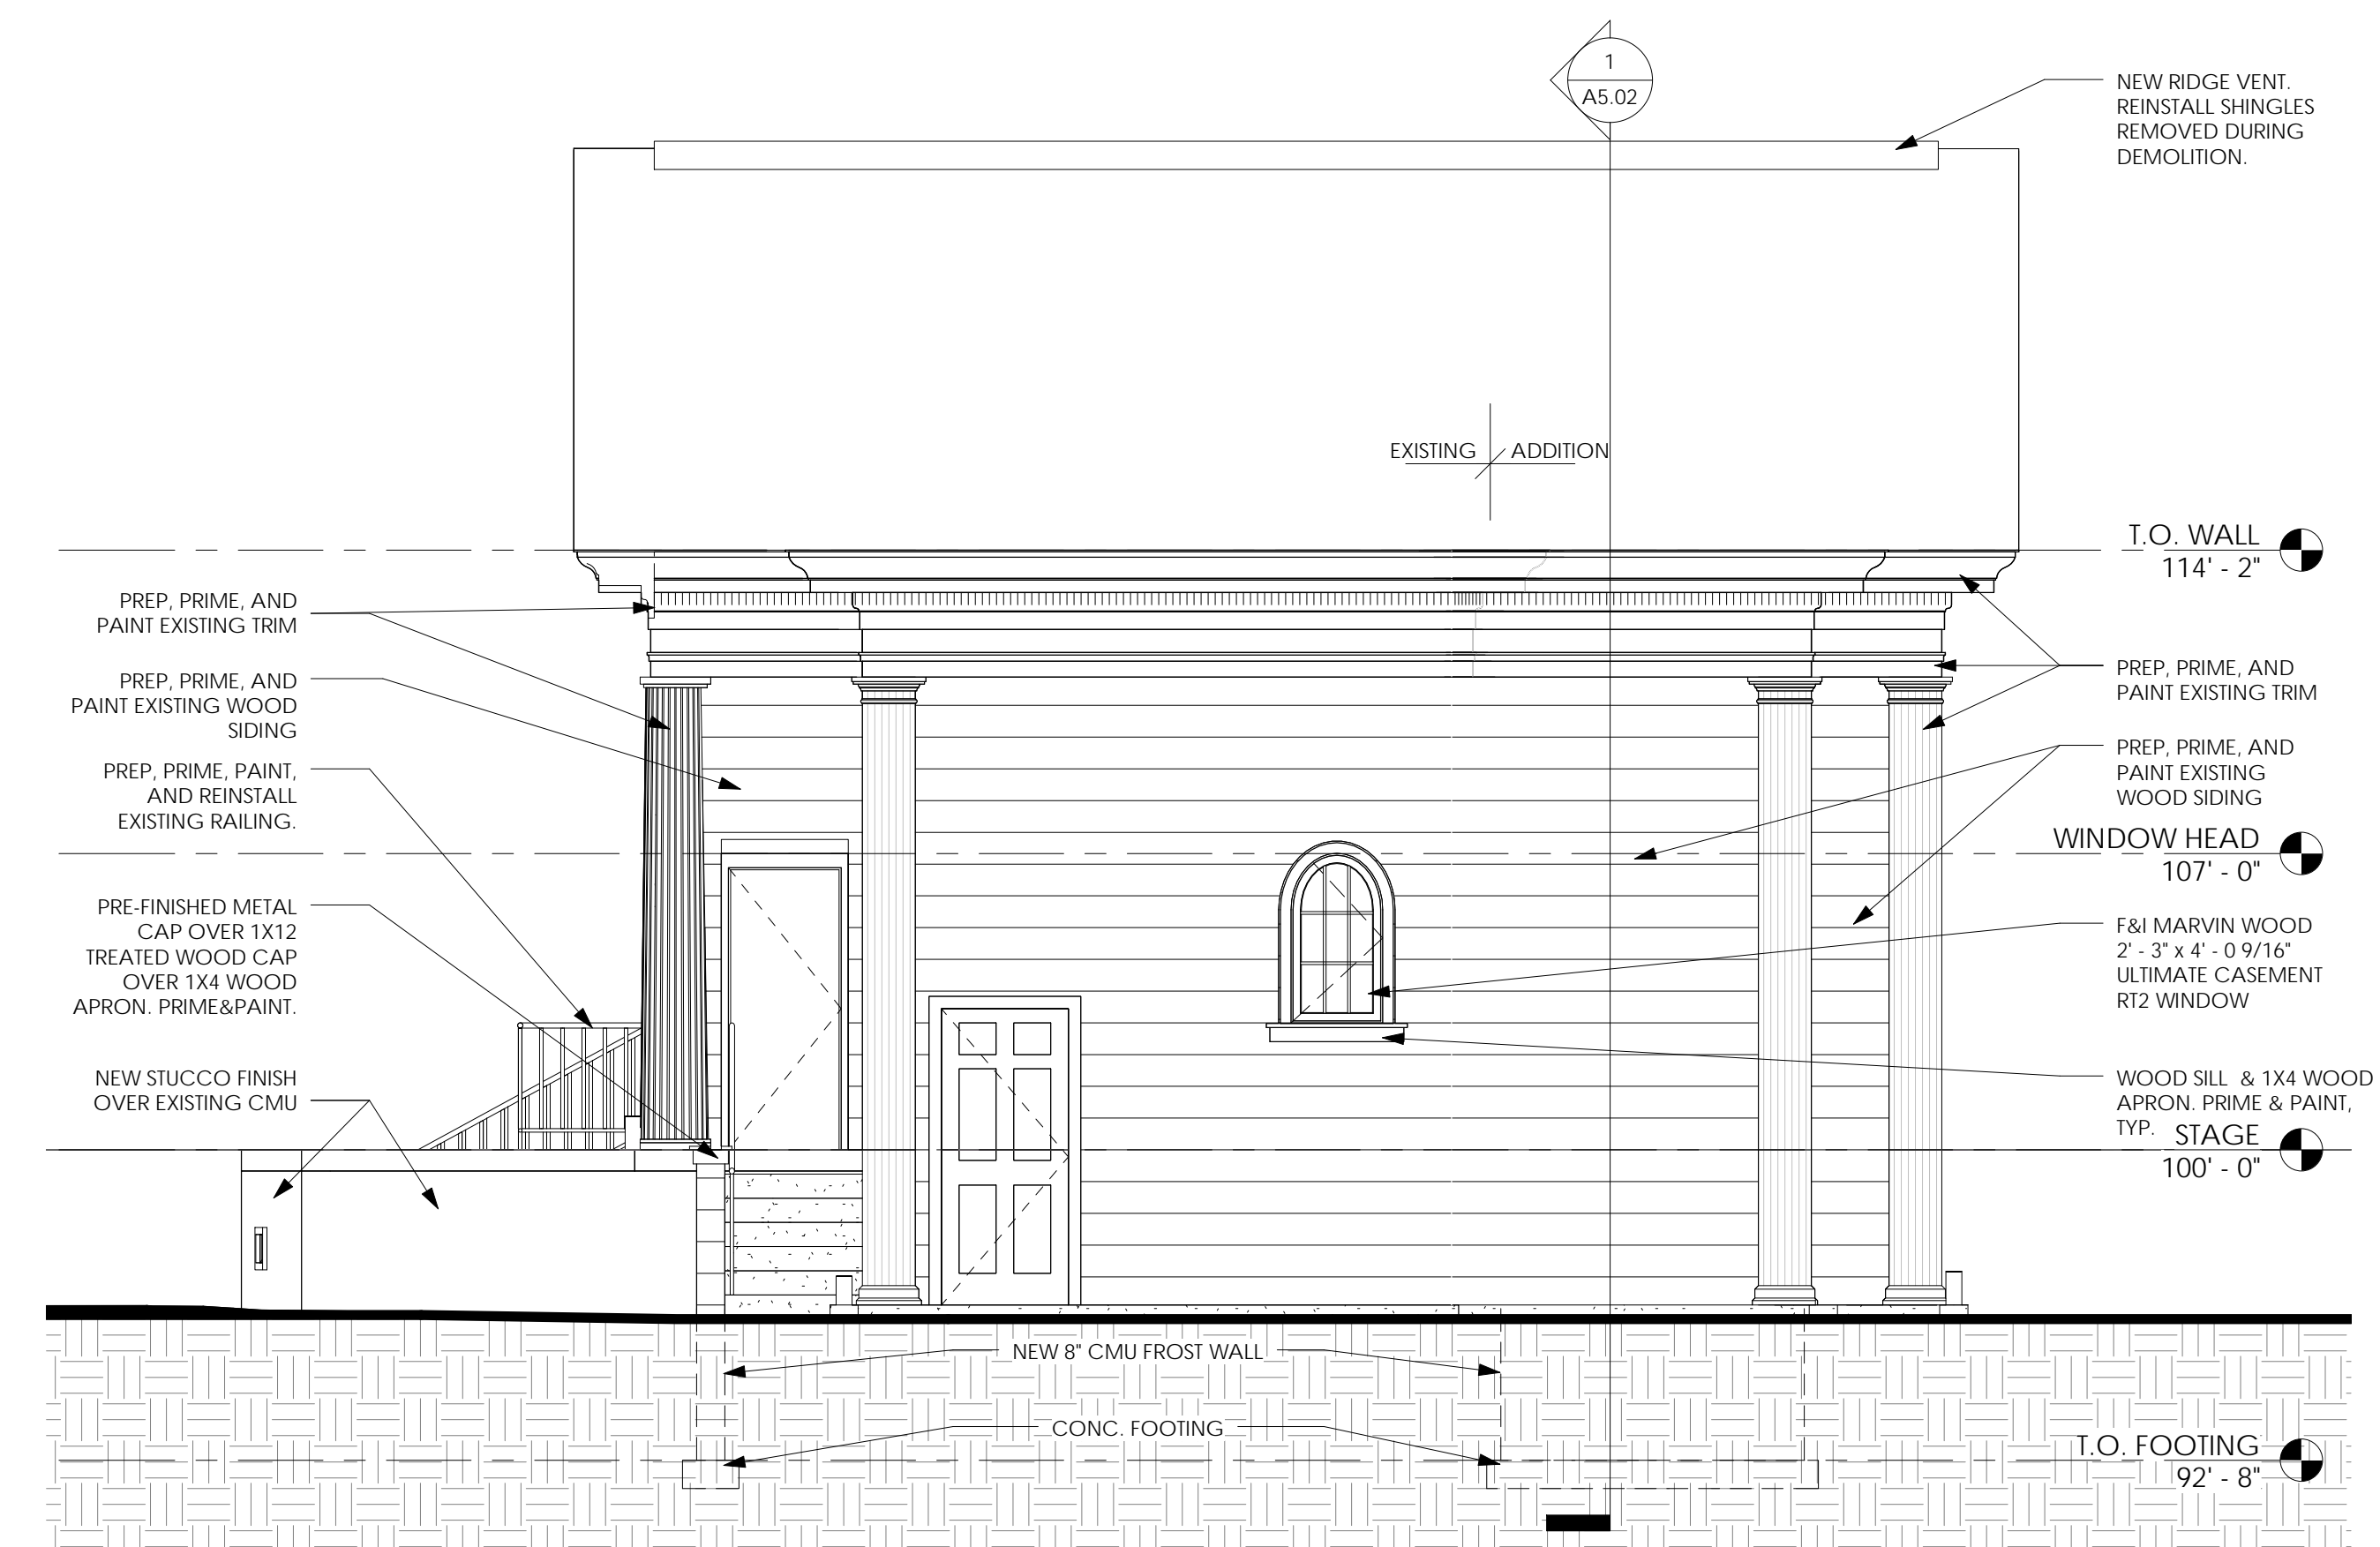 1
A5.02
NEW RIDGE VENT.
REINSTALL SHINGLES
REMOVED DURING
DEMOLITION.
EXISTING
ADDITION
T.O. WALL
114' - 2"
PREP, PRIME, AND
PAINT EXISTING TRIM
PREP, PRIME, AND
PAINT EXISTING WOOD
SIDING
PREP, PRIME, PAINT,
AND REINSTALL
EXISTING RAILING.
PRE-FINISHED METAL
CAP OVER 1X12
TREATED WOOD CAP
OVER 1X4 WOOD
APRON. PRIME&PAINT.
NEW STUCCO FINISH
OVER EXISTING CMU
PREP, PRIME, AND
PAINT EXISTING TRIM
PREP, PRIME, AND
PAINT EXISTING
WOOD SIDING
WINDOW HEAD
107' - 0"
F&I MARVIN WOOD
2' - 3" x 4' - 0 9/16"
ULTIMATE CASEMENT
RT2 WINDOW
WOOD SILL & 1X4 WOOD
APRON. PRIME & PAINT,
TYP.
STAGE
100' - 0"
NEW 8" CMU FROST WALL
CONC. FOOTING
T.O. FOOTING
92' - 8"